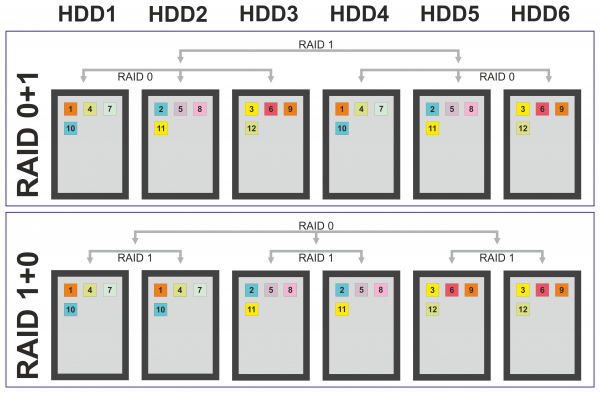 HDD1 HDD2 HDD3 HDD4 HDD5 HDD6
RAID 0+1
RAID 1
RAID 0 RAID 0
1 4 7 2 5 8 3 6 9 1 4 7 2 5 8 3 6 9
10 11 12 10 11 12
RAID 1+0
RAID 0
RAID 1 RAID 1 RAID 1
1 4 7 1 4 7 2 5 8 2 5 8 3 6 9 3 6 9
10 10 11 11 12 12